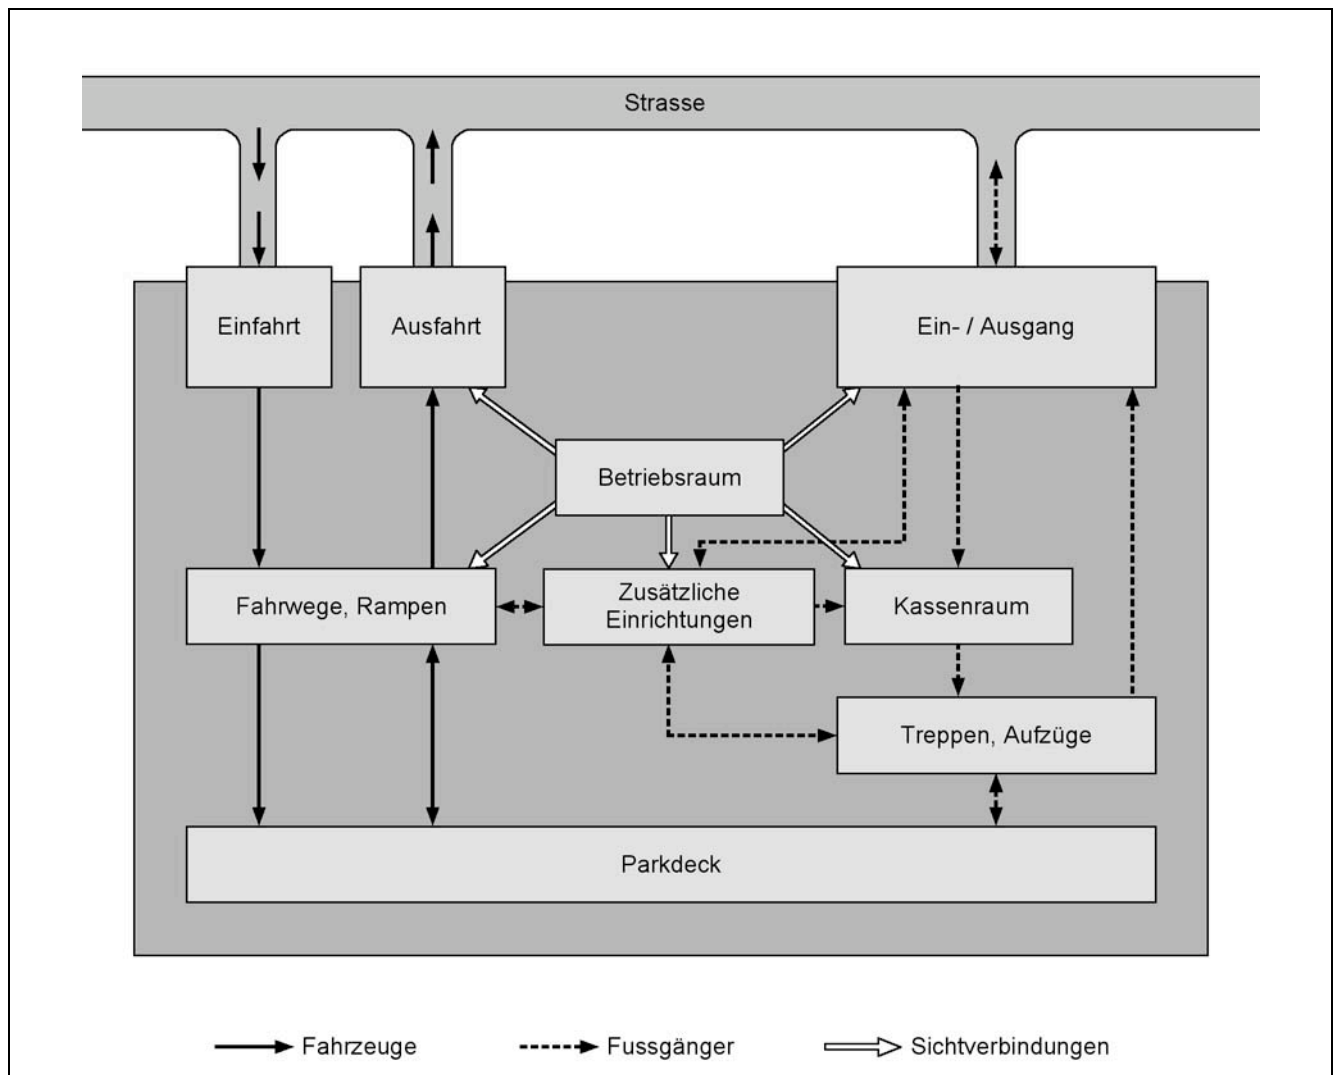 Strasse
Einfahrt
Ausfahrt
Ein- / Ausgang
Betriebsraum
Fahrwege, Rampen
Zusätzliche
Einrichtungen
Kassenraum
Treppen, Aufzüge
Parkdeck
Fahrzeuge
Fussgänger
Sichtverbindungen